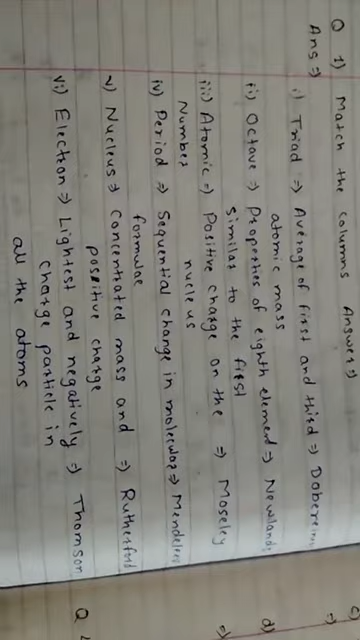 Q 1) Match the columns Answer ⇒
Ans ⇒
i) Triad ⇒ Average of first and third ⇒ Doberein
atomic mass
ii) Octave ⇒ Properties of eighth element ⇒ Newlands
similar to the first
iii) Atomic ⇒ Positive charge on the ⇒ Moseley
Number nucleus
iv) Period ⇒ Sequential change in molecular ⇒ Mendeleev
formulae
v) Nucleus ⇒ Concentrated mass and ⇒ Rutherford
positive charge
vi) Electron ⇒ Lightest and negatively ⇒ Thomson
charge particle in
all the atoms
Q
c)
⇒
d)
⇒